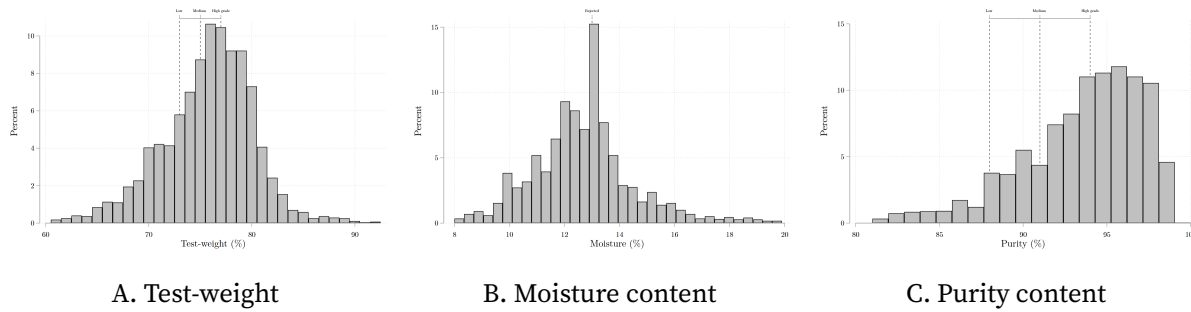 Low Medium High grade
10
8
6
4
2
0
Percent
60 70 80 90
Test-weight (%)
A. Test-weight
Rejected
15
10
5
0
Percent
8 10 12 14 16 18 20
Moisture (%)
B. Moisture content
Low Medium High grade
15
10
5
0
Percent
80 85 90 95
Purity (%)
C. Purity content